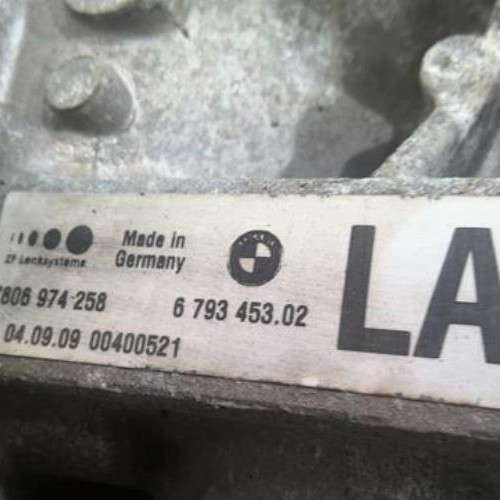 ZF Lenksysteme
Made in
Germany
LA
7806 974 258
6 793 453.02
04.09.09 00400521